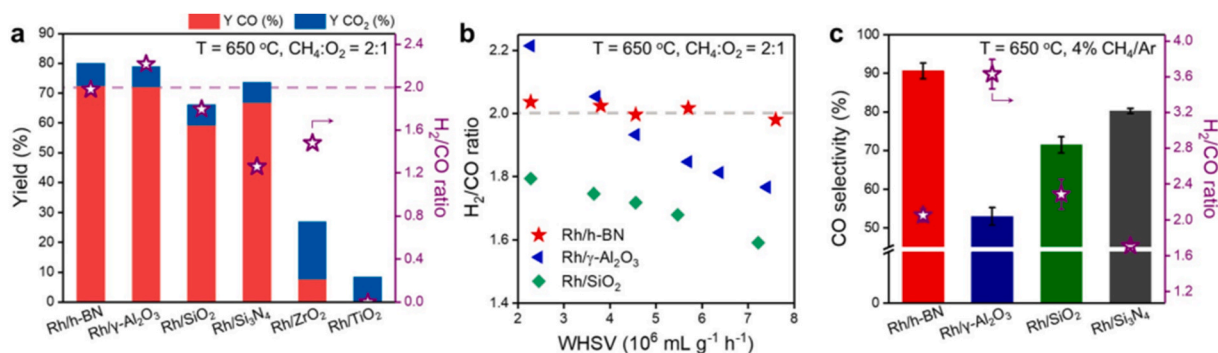 Y CO (%) Y CO₂ (%)
a
T = 650 °C, CH₄:O₂ = 2:1
Yield (%)
90
80
70
60
50
40
30
20
10
0
2.4
2.0
1.6
1.2
0.8
0.4
0.0
H₂/CO ratio
Rh/h-BN
Rh/γ-Al₂O₃
Rh/SiO₂
Rh/Si₃N₄
Rh/ZrO₂
Rh/TiO₂
b
T = 650 °C, CH₄:O₂ = 2:1
H₂/CO ratio
2.2
2.0
1.8
1.6
1.4
Rh/h-BN
Rh/γ-Al₂O₃
Rh/SiO₂
2 3 4 5 6 7 8
WHSV (10⁶ mL g⁻¹ h⁻¹)
c
T = 650 °C, 4% CH₄/Ar
CO selectivity (%)
100
90
80
70
60
50
10
0
4.0
3.6
3.2
2.8
2.4
2.0
1.6
1.2
H₂/CO ratio
Rh/h-BN
Rh/γ-Al₂O₃
Rh/SiO₂
Rh/Si₃N₄